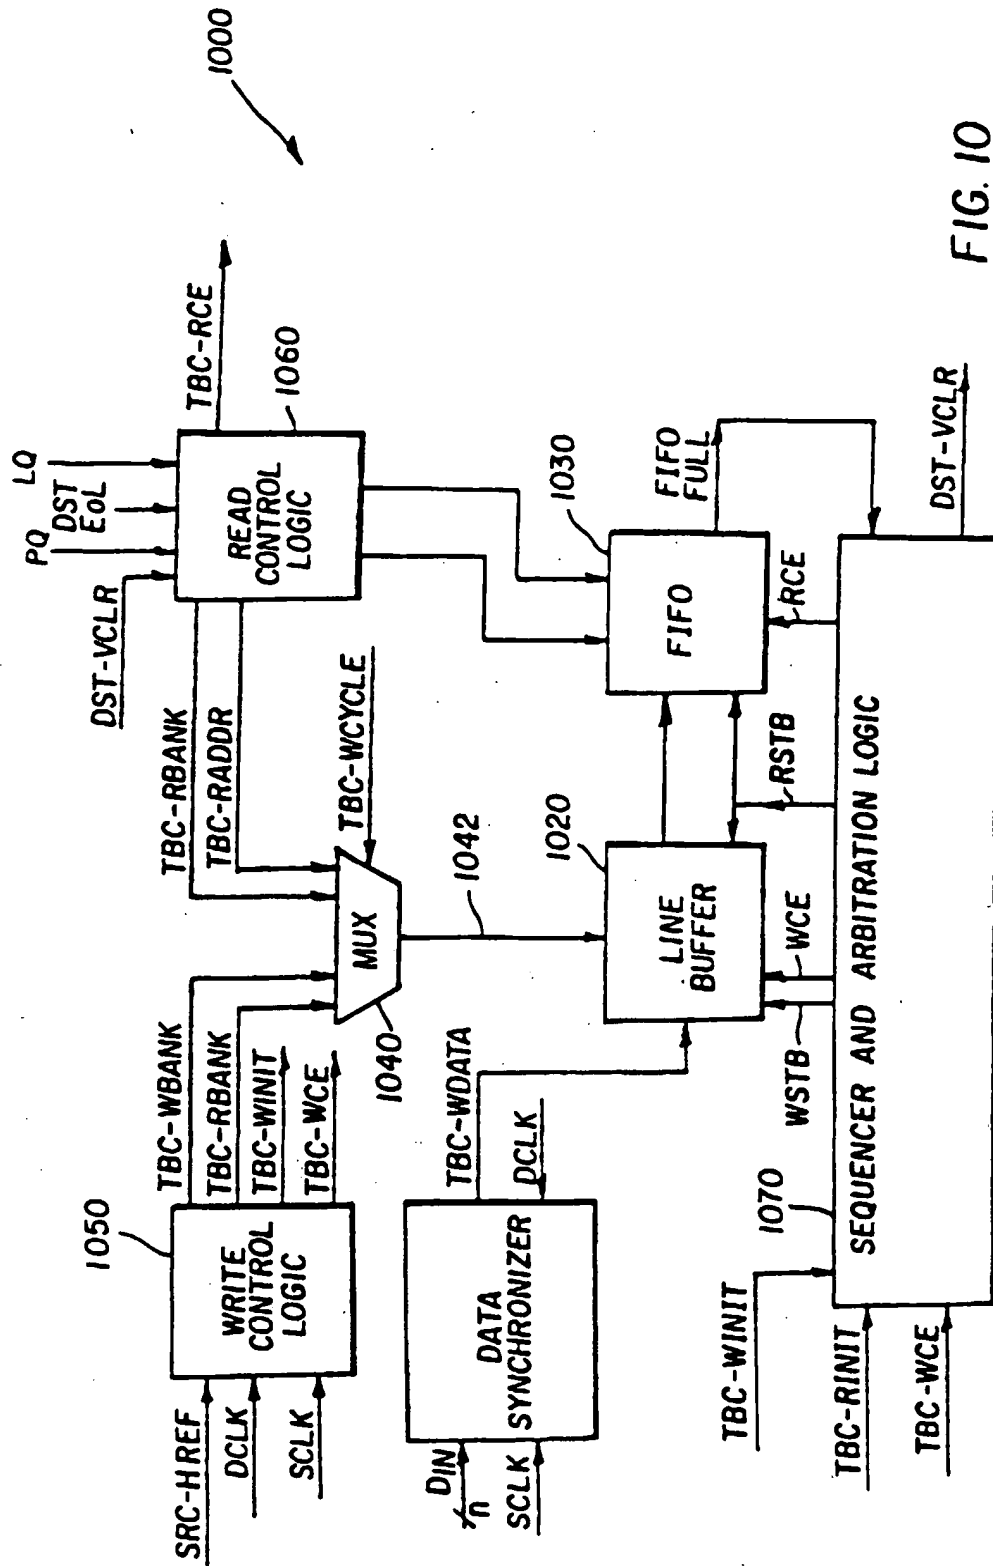 1000
LQ
DST
EoL
PQ
DST-VCLR
TBC-RCE
READ
CONTROL
LOGIC
1060
TBC-RBANK
TBC-RADDR
TBC-WCYCLE
1050
WRITE
CONTROL
LOGIC
SRC-HREF
DCLK
SCLK
TBC-WBANK
TBC-RBANK
TBC-WINIT
TBC-WCE
MUX
1040
1042
DATA
SYNCHRONIZER
DIN
n
SCLK
TBC-WDATA
DCLK
1020
LINE
BUFFER
1030
FIFO
FIFO
FULL
WSTB
WCE
RSTB
RCE
1070
SEQUENCER AND ARBITRATION LOGIC
TBC-WINIT
TBC-RINIT
TBC-WCE
DST-VCLR
FIG. 10